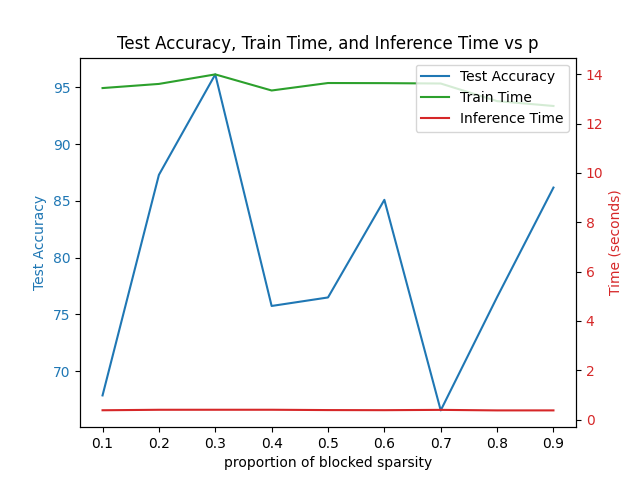 Test Accuracy, Train Time, and Inference Time vs p
Test Accuracy
Train Time
Inference Time
95
90
85
80
75
70
Test Accuracy
14
12
10
8
6
4
2
0
Time (seconds)
0.1 0.2 0.3 0.4 0.5 0.6 0.7 0.8 0.9
proportion of blocked sparsity